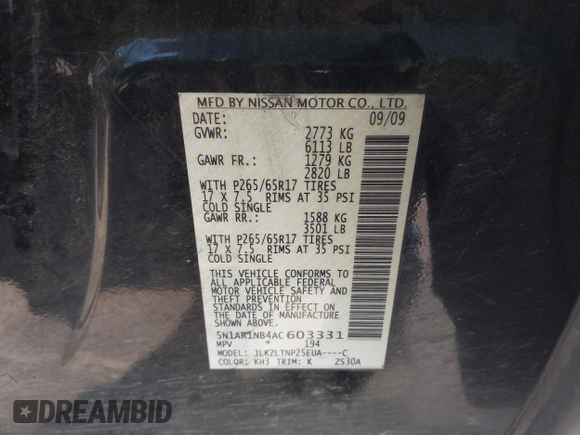 MFD BY NISSAN MOTOR CO., LTD.
DATE: 09/09
GVWR: 2773 KG
6113 LB
GAWR FR.: 1279 KG
2820 LB
WITH P265/65R17 TIRES
17 X 7.5 RIMS AT 35 PSI
COLD SINGLE
GAWR RR.: 1588 KG
3501 LB
WITH P265/65R17 TIRES
17 X 7.5 RIMS AT 35 PSI
COLD SINGLE
THIS VEHICLE CONFORMS TO
ALL APPLICABLE FEDERAL
MOTOR VEHICLE SAFETY AND
THEFT PREVENTION
STANDARDS IN EFFECT ON
THE DATE OF MANUFACTURE
SHOWN ABOVE.
5N1AR1NB4AC603331
MPV * 194
MODEL: JLKZLTNP25EUA----C
COLOR: KH3 TRIM: K ZS30A
DREAMBID.COM
DREAMBID.COM